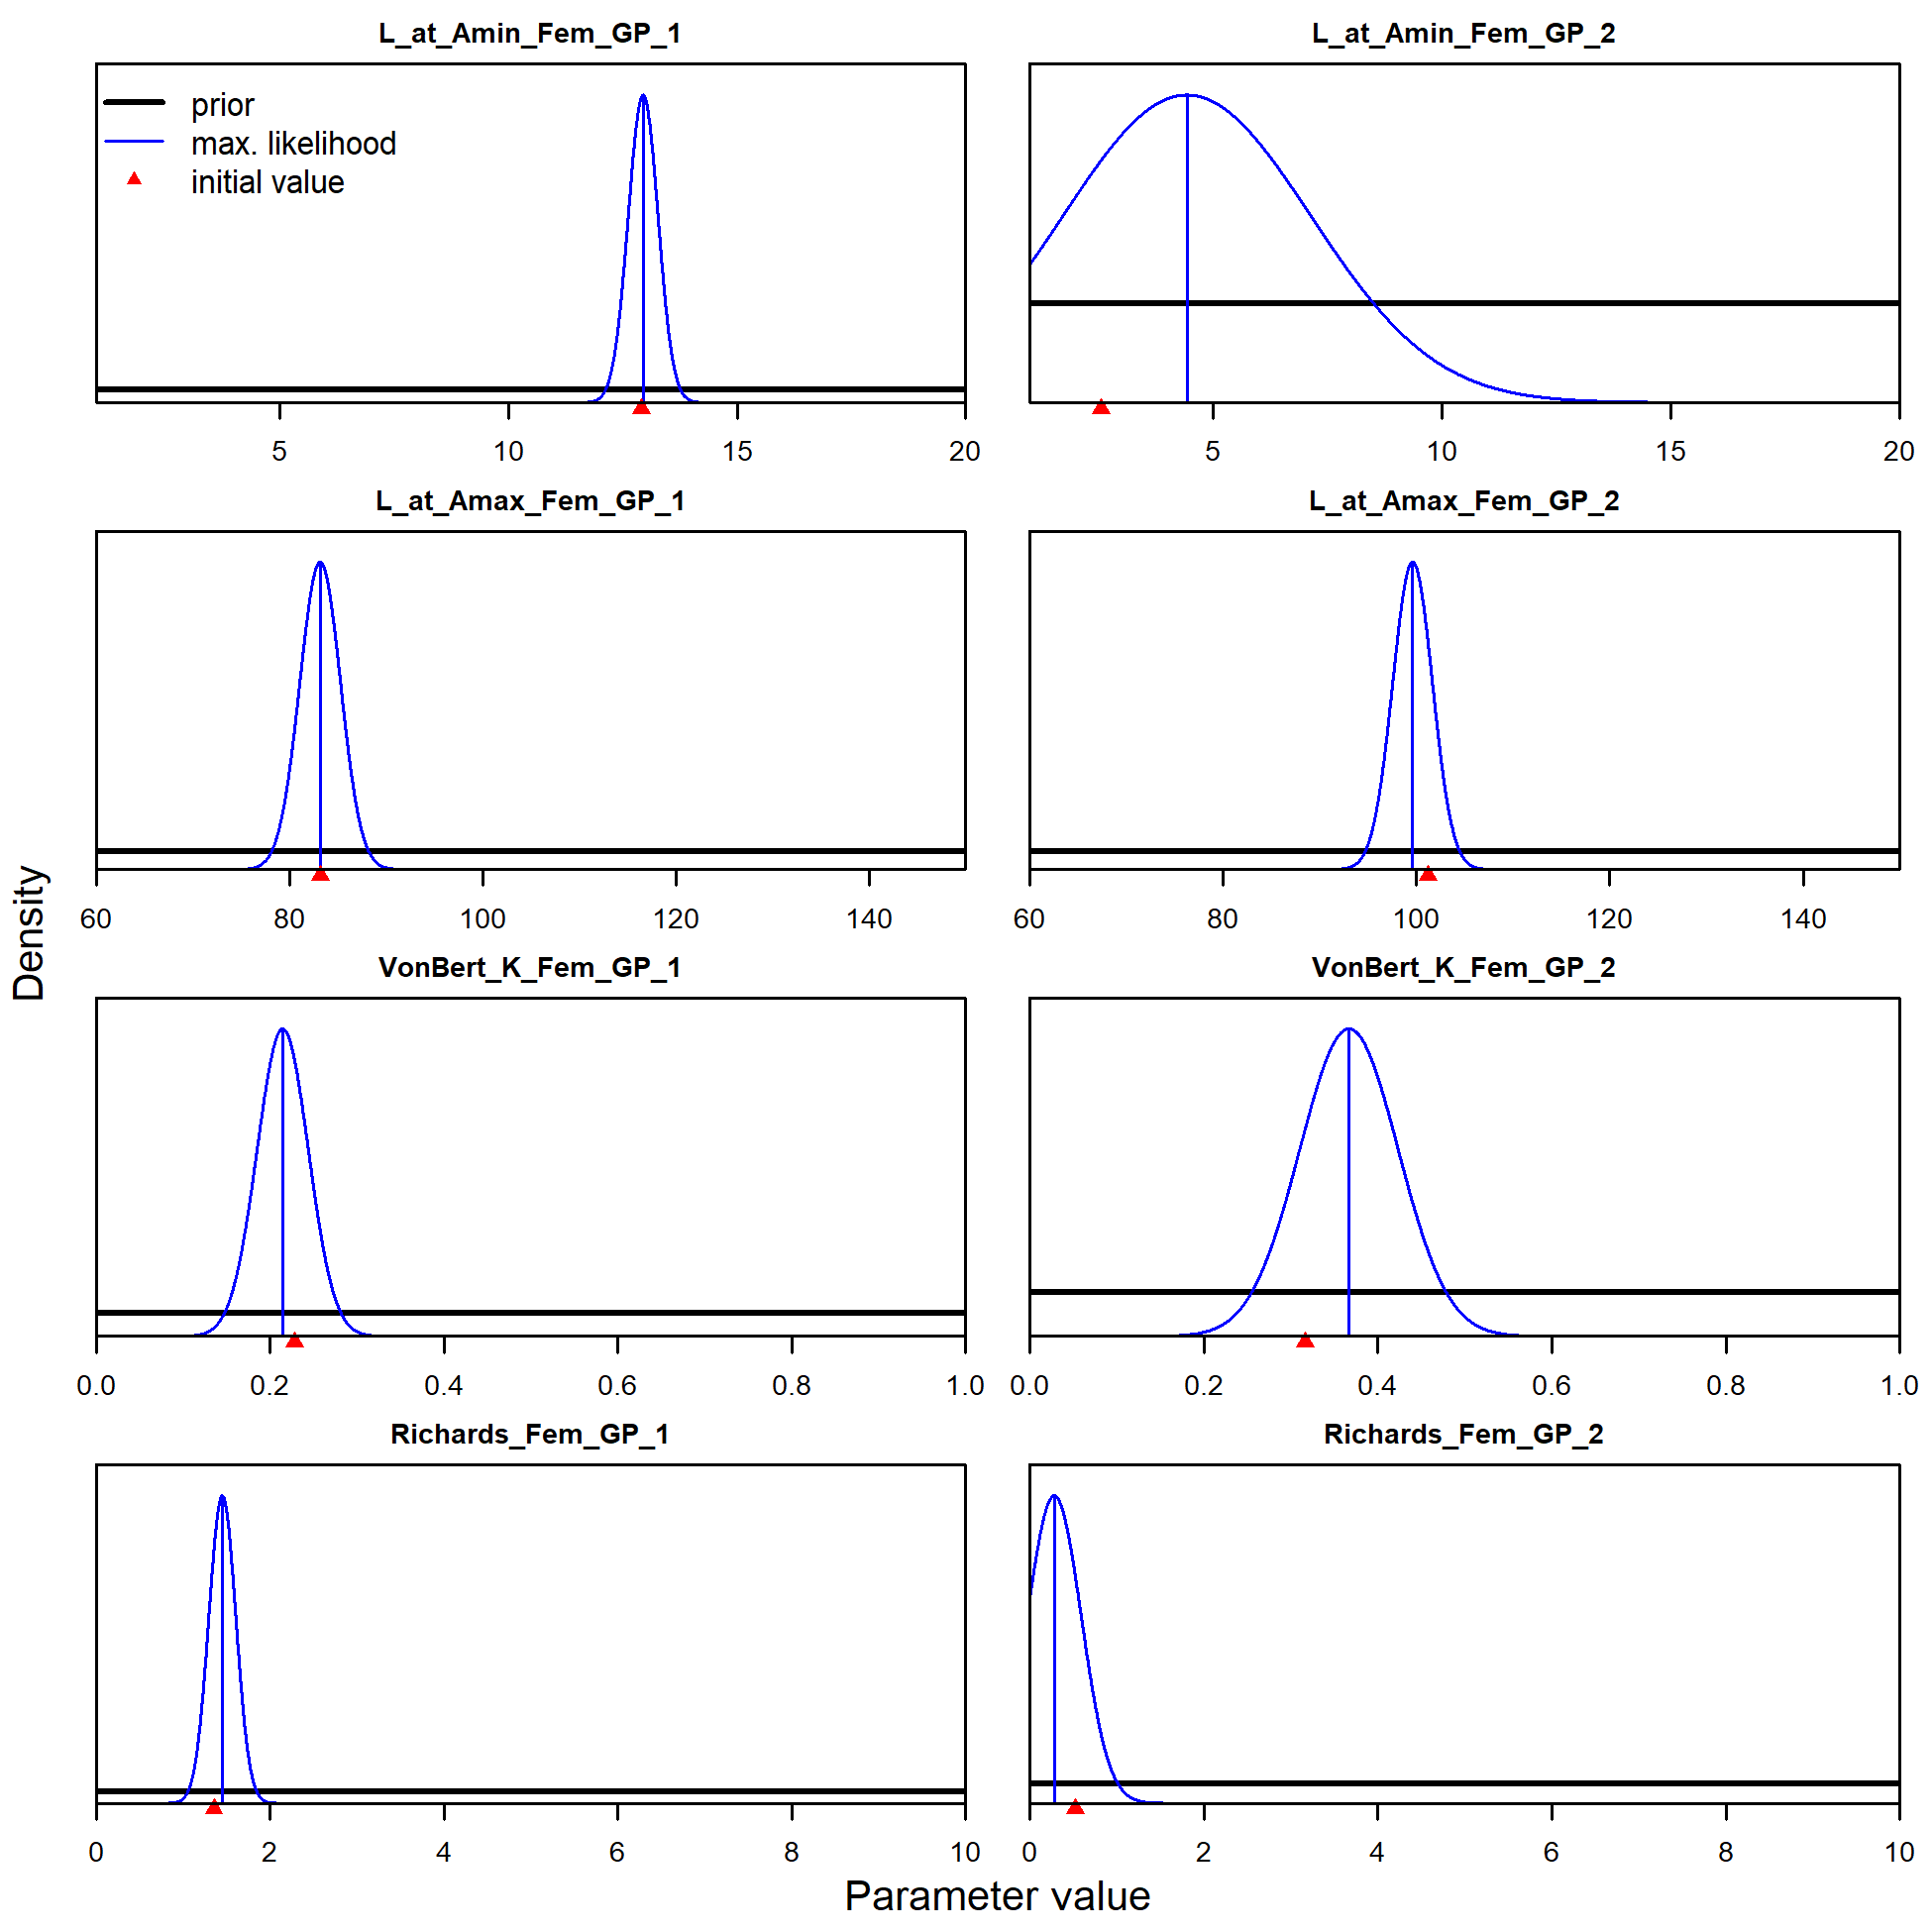 L_at_Amin_Fem_GP_1
L_at_Amin_Fem_GP_2
prior
max. likelihood
initial value
5 10 15 20
5 10 15 20
L_at_Amax_Fem_GP_1
L_at_Amax_Fem_GP_2
60 80 100 120 140
60 80 100 120 140
Density
VonBert_K_Fem_GP_1
VonBert_K_Fem_GP_2
0.0 0.2 0.4 0.6 0.8 1.0
0.0 0.2 0.4 0.6 0.8 1.0
Richards_Fem_GP_1
Richards_Fem_GP_2
0 2 4 6 8 10
0 2 4 6 8 10
Parameter value